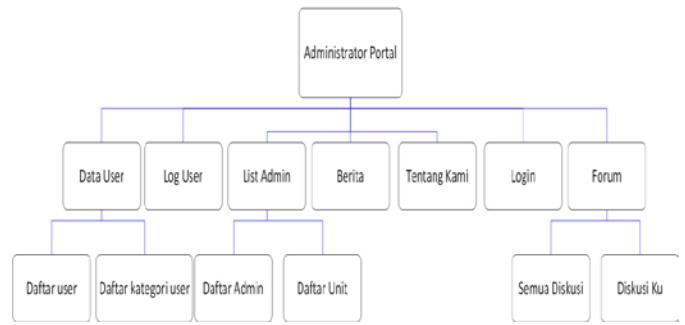 Administrator Portal
Data User
Log User
List Admin
Berita
Tentang Kami
Login
Forum
Daftar user
Daftar kategori user
Daftar Admin
Daftar Unit
Semua Diskusi
Diskusi Ku